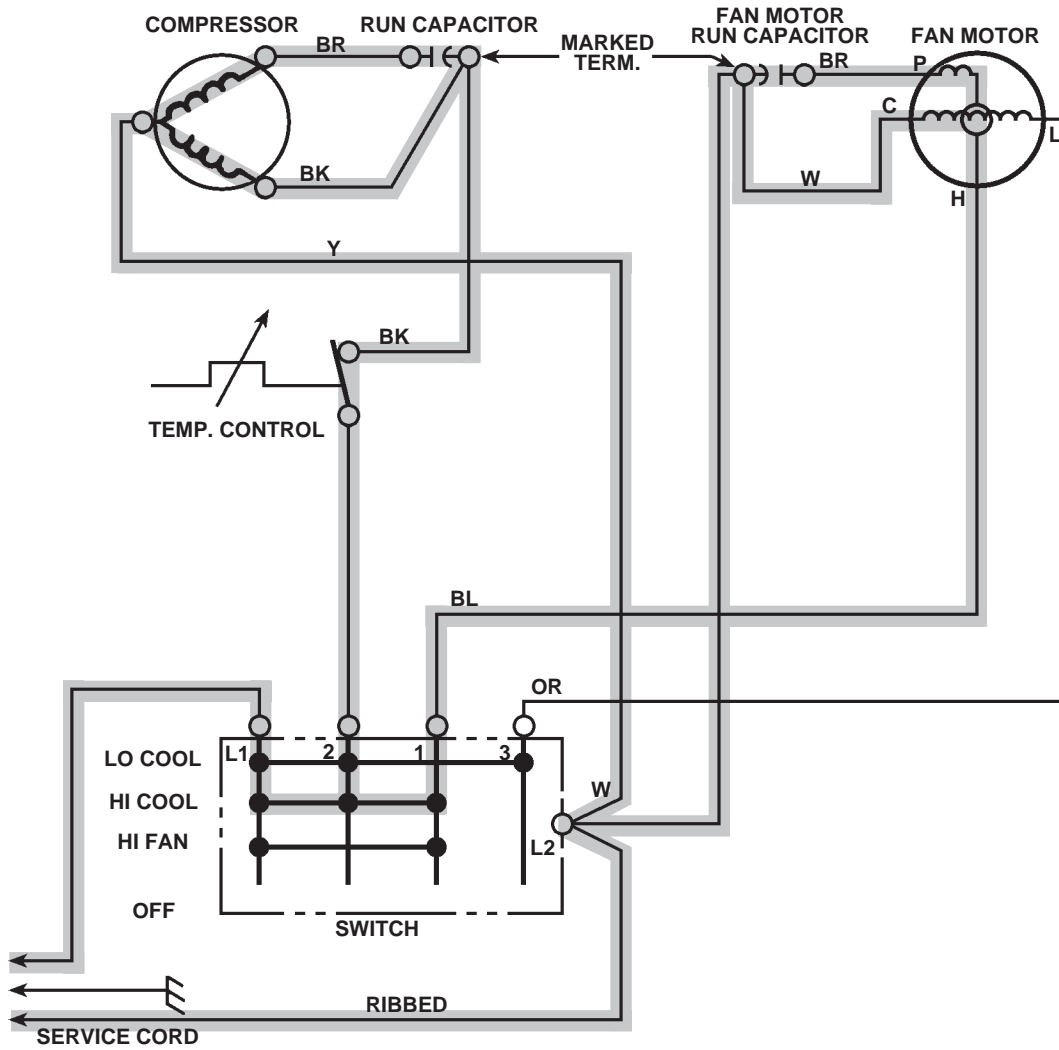 COMPRESSOR
RUN CAPACITOR
FAN MOTOR
RUN CAPACITOR
FAN MOTOR
BR
MARKED
TERM.
BR
P
C
L
BK
W
H
Y
BK
TEMP. CONTROL
BL
OR
LO COOL
L1
2
1
3
HI COOL
W
HI FAN
L2
OFF
SWITCH
RIBBED
SERVICE CORD